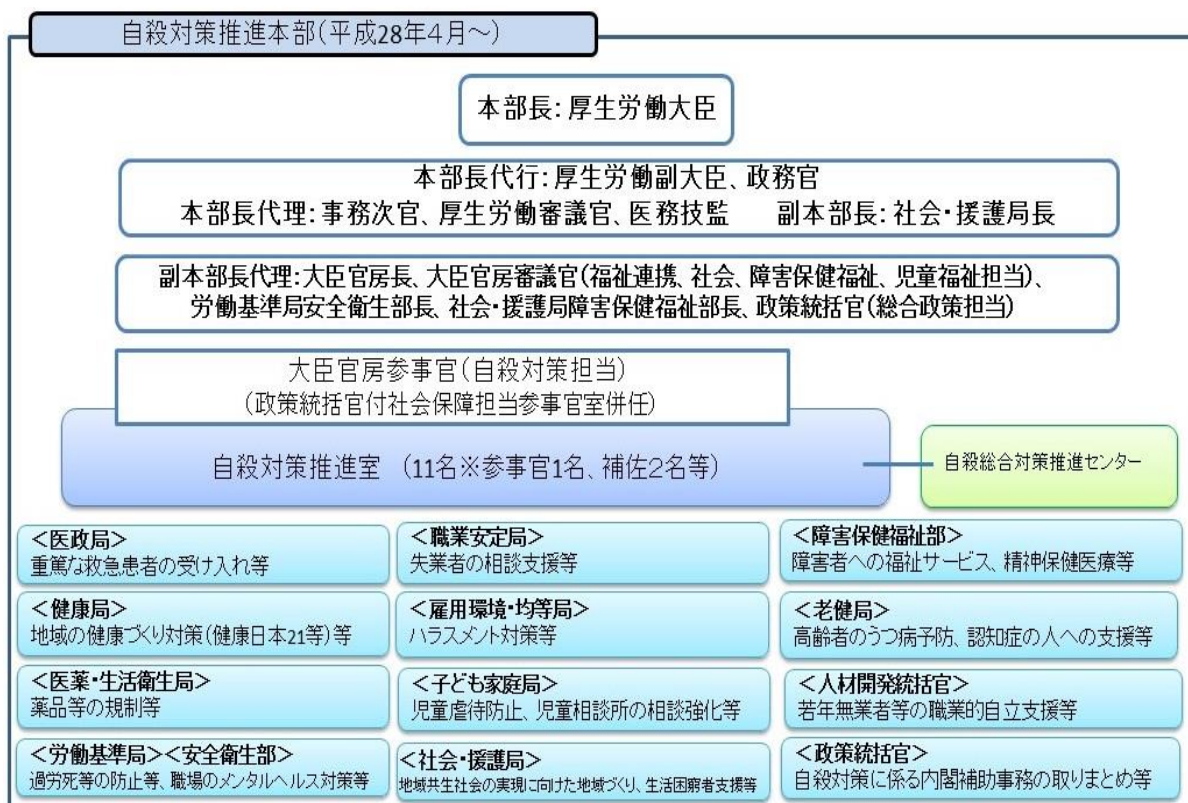 自殺対策推進本部(平成28年4月～)
本部長：厚生労働大臣
本部長代行：厚生労働副大臣、政務官
本部長代理：事務次官、厚生労働審議官、医務技監　　副本部長：社会・援護局長
副本部長代理：大臣官房長、大臣官房審議官(福祉連携、社会、障害保健福祉、児童福祉担当)、
労働基準局安全衛生部長、社会・援護局障害保健福祉部長、政策統括官(総合政策担当)
大臣官房参事官(自殺対策担当)
(政策統括官付社会保障担当参事官室併任)
自殺対策推進室　(11名※参事官1名、補佐2名等)
自殺総合対策推進センター
＜医政局＞
重篤な救急患者の受け入れ等
＜職業安定局＞
失業者の相談支援等
＜障害保健福祉部＞
障害者への福祉サービス、精神保健医療等
＜健康局＞
地域の健康づくり対策(健康日本21等)等
＜雇用環境・均等局＞
ハラスメント対策等
＜老健局＞
高齢者のうつ病予防、認知症の人への支援等
＜医薬・生活衛生局＞
薬品等の規制等
＜子ども家庭局＞
児童虐待防止、児童相談所の相談強化等
＜人材開発統括官＞
若年無業者等の職業的自立支援等
＜労働基準局＞＜安全衛生部＞
過労死等の防止等、職場のメンタルヘルス対策等
＜社会・援護局＞
地域共生社会の実現に向けた地域づくり、生活困窮者支援等
＜政策統括官＞
自殺対策に係る内閣補助事務の取りまとめ等